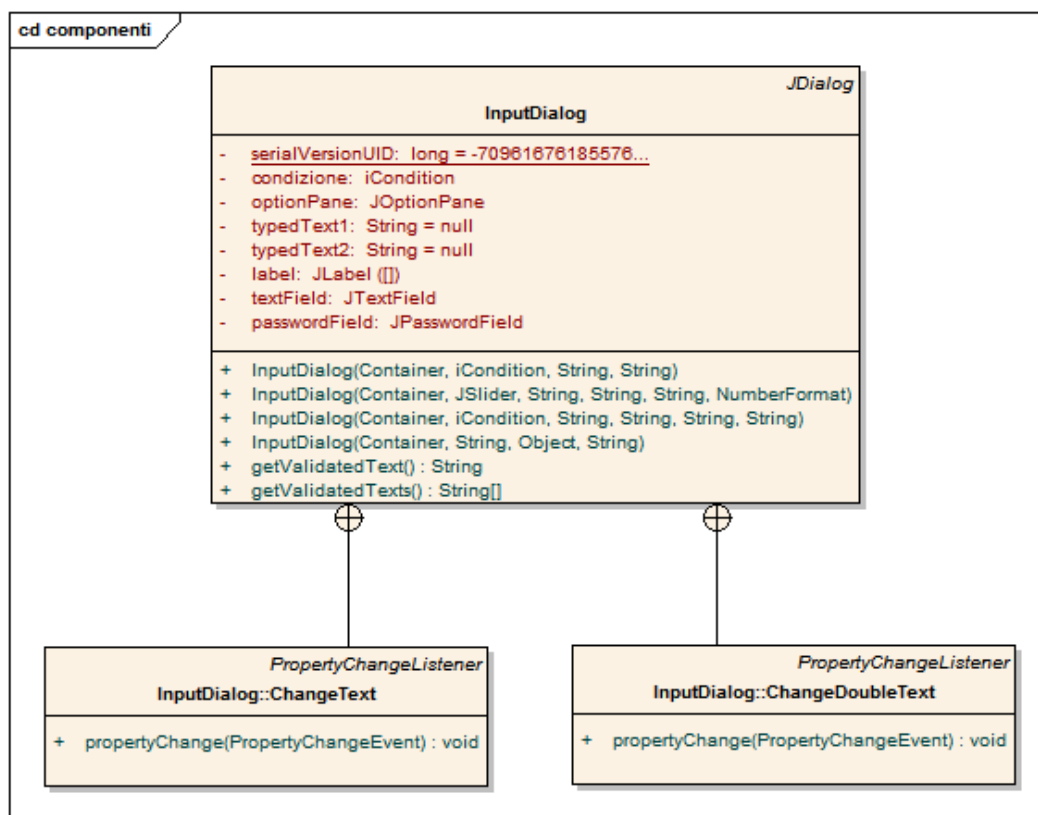 cd componenti
JDialog
InputDialog
- serialVersionUID: long = -70961676185576...
- condizione: iCondition
- optionPane: JOptionPane
- typedText1: String = null
- typedText2: String = null
- label: JLabel ([])
- textField: JTextField
- passwordField: JPasswordField
+ InputDialog(Container, iCondition, String, String)
+ InputDialog(Container, JSlider, String, String, String, NumberFormat)
+ InputDialog(Container, iCondition, String, String, String, String)
+ InputDialog(Container, String, Object, String)
+ getValidatedText() : String
+ getValidatedTexts() : String[]
PropertyChangeListener
InputDialog::ChangeText
+ propertyChange(PropertyChangeEvent) : void
PropertyChangeListener
InputDialog::ChangeDoubleText
+ propertyChange(PropertyChangeEvent) : void